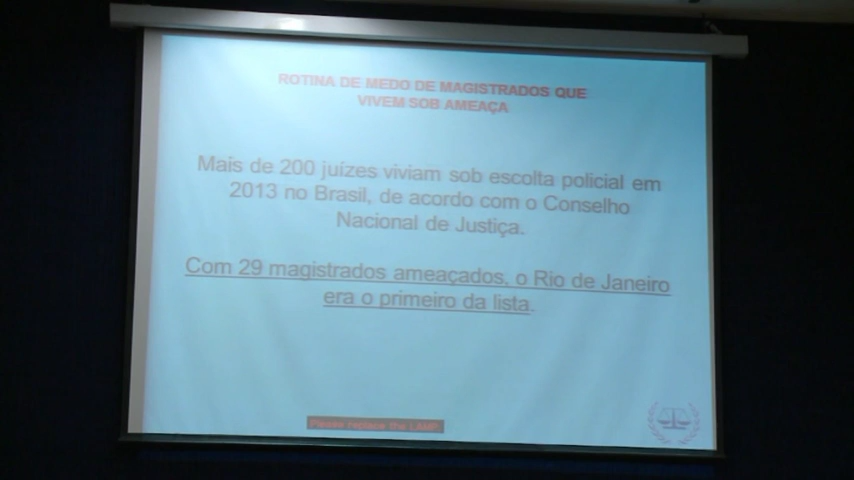 ROTINA DE MEDO DE MAGISTRADOS QUE
VIVEM SOB AMEAÇA
Mais de 200 juízes viviam sob escolta policial em
2013 no Brasil, de acordo com o Conselho
Nacional de Justiça.
Com 29 magistrados ameaçados, o Rio de Janeiro
era o primeiro da lista.
Please replace the LAMP.